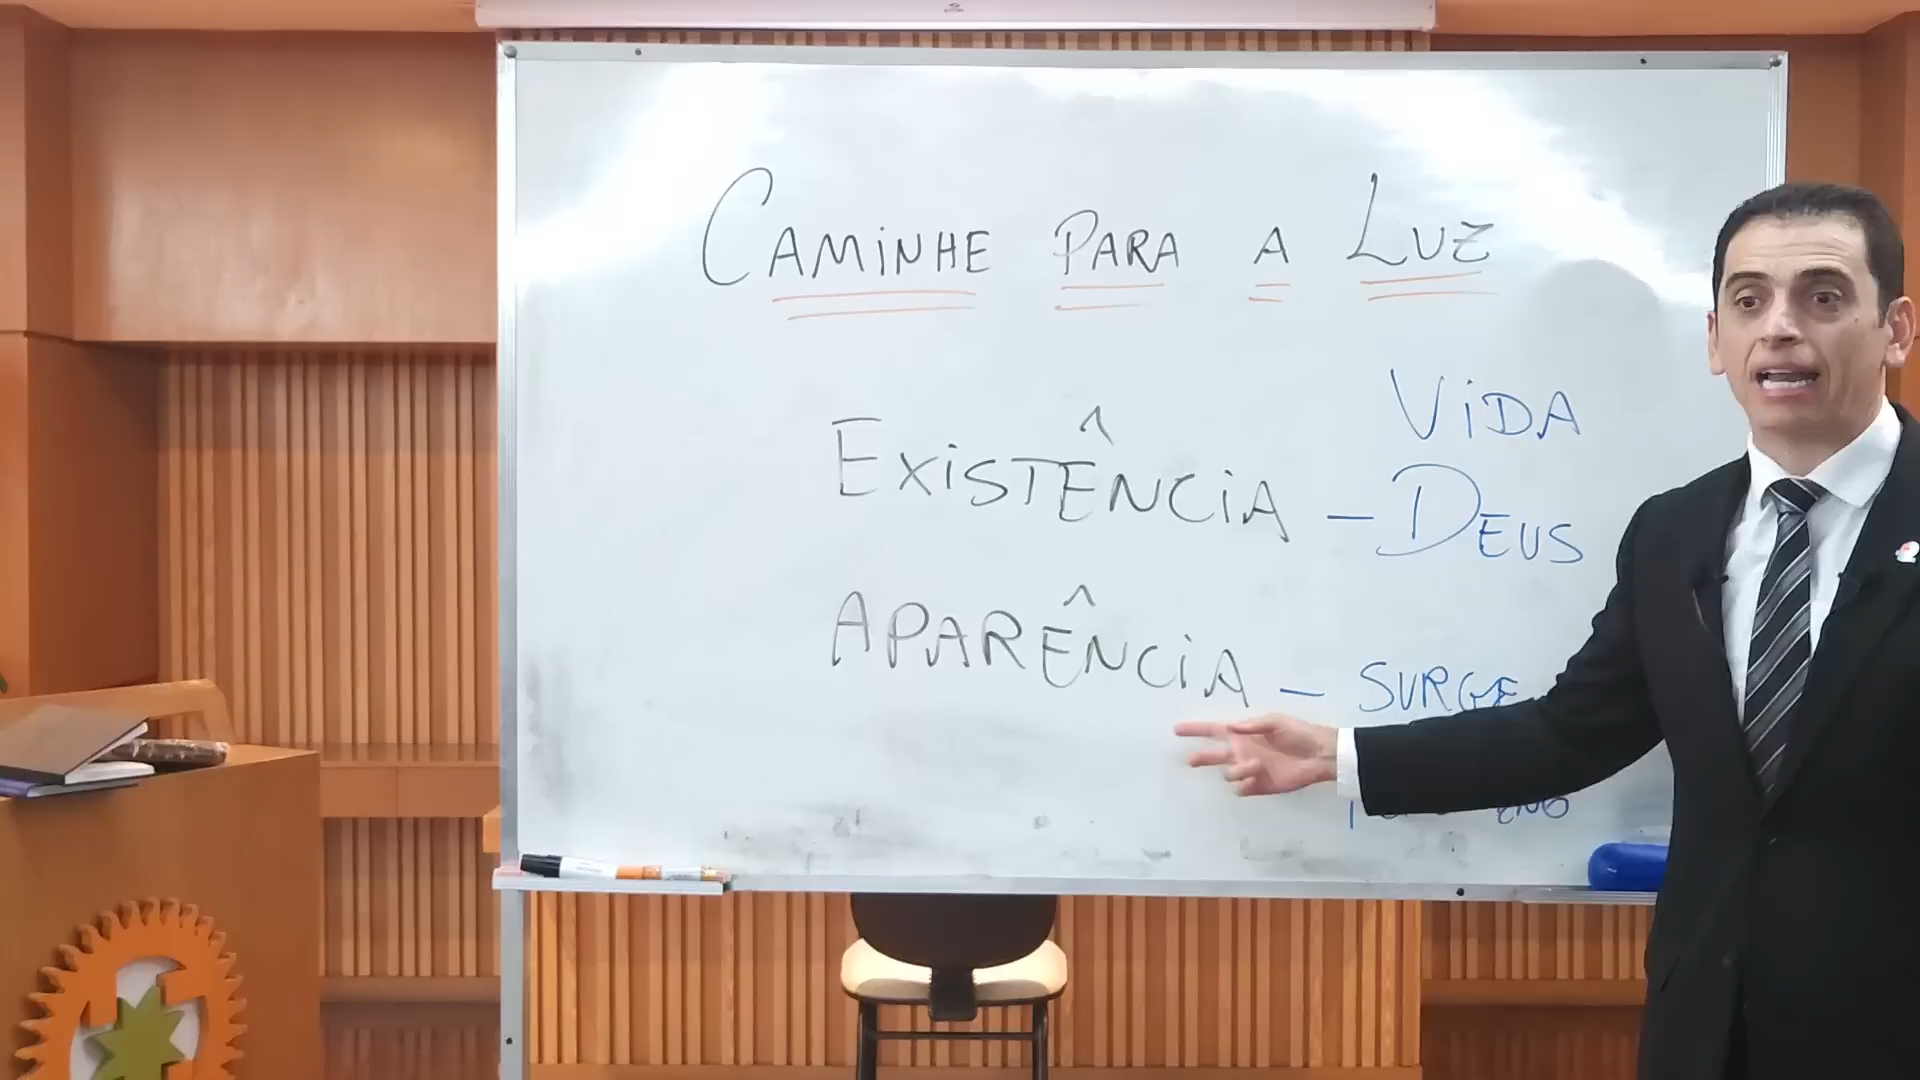 CAMINHE PARA A LUZ
VIDA
EXISTÊNCIA – DEUS
APARÊNCIA – SURGE